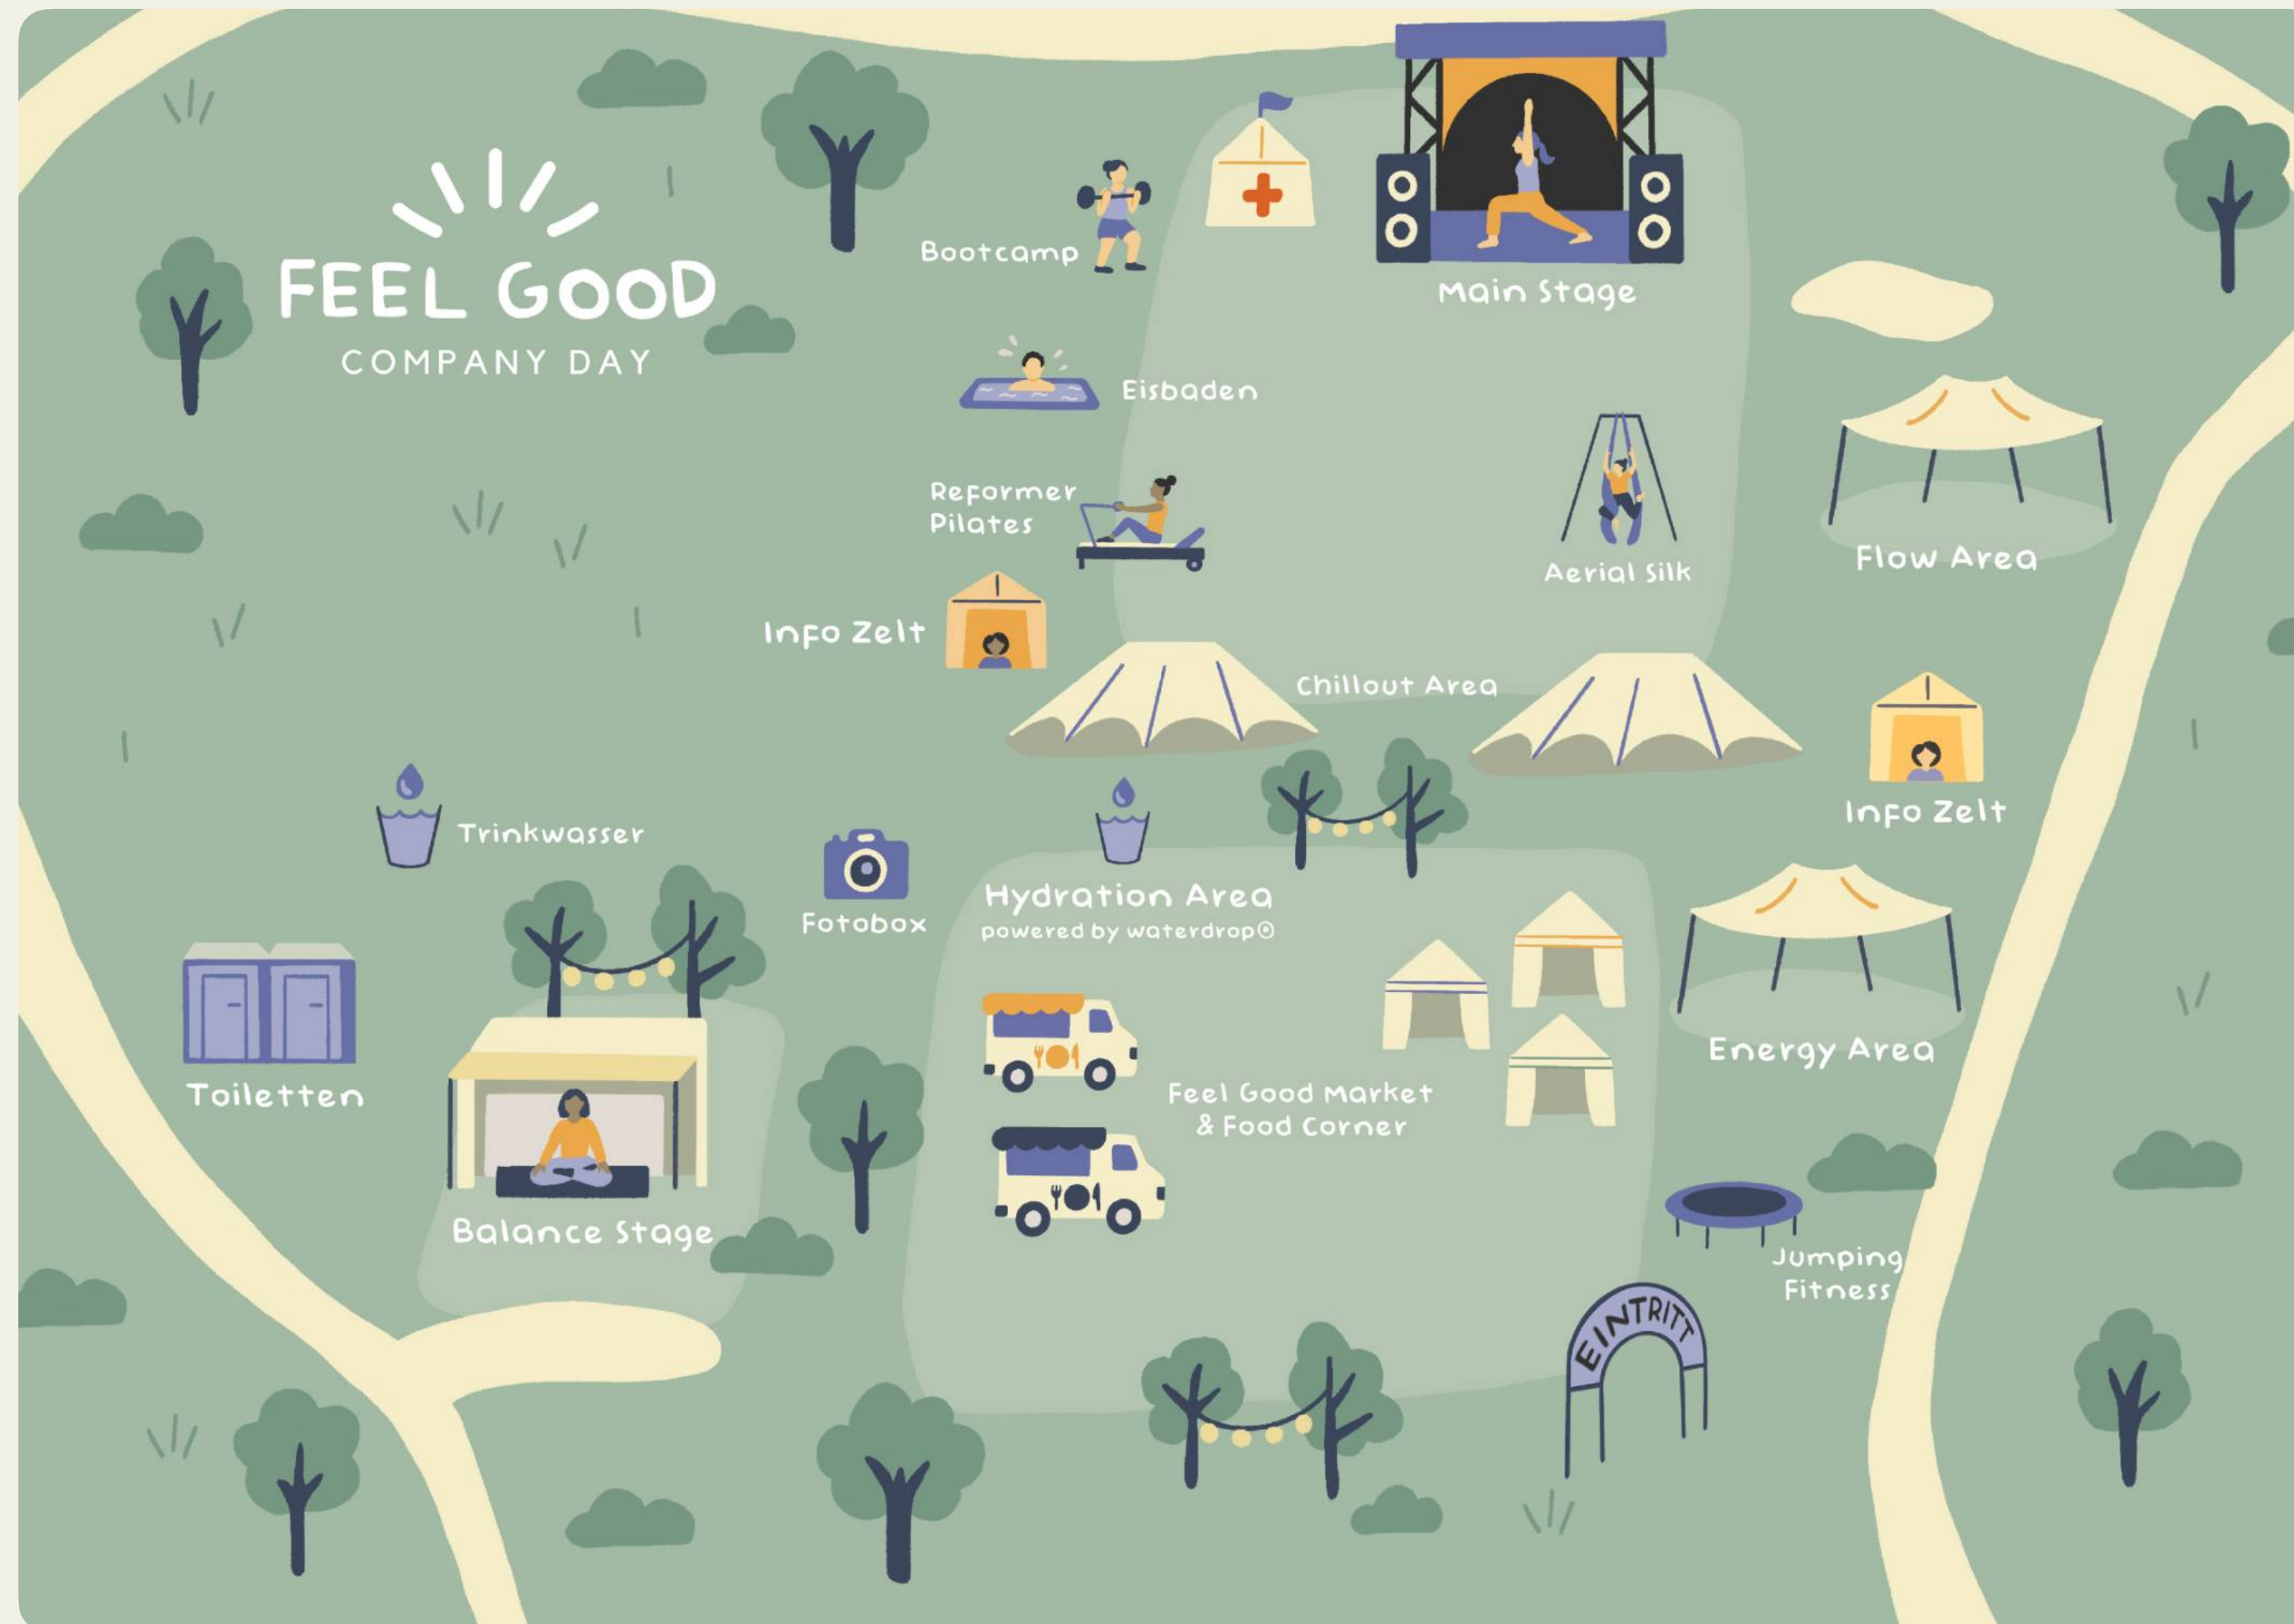 FEEL GOOD
COMPANY DAY
Bootcamp
Main Stage
Eisbaden
Reformer
Pilates
Aerial Silk
Flow Area
Info Zelt
Chillout Area
Info Zelt
Trinkwasser
Fotobox
Hydration Area
powered by waterdrop®
Toiletten
Feel Good Market
& Food Corner
Energy Area
Balance Stage
Jumping
Fitness
EINTRITT